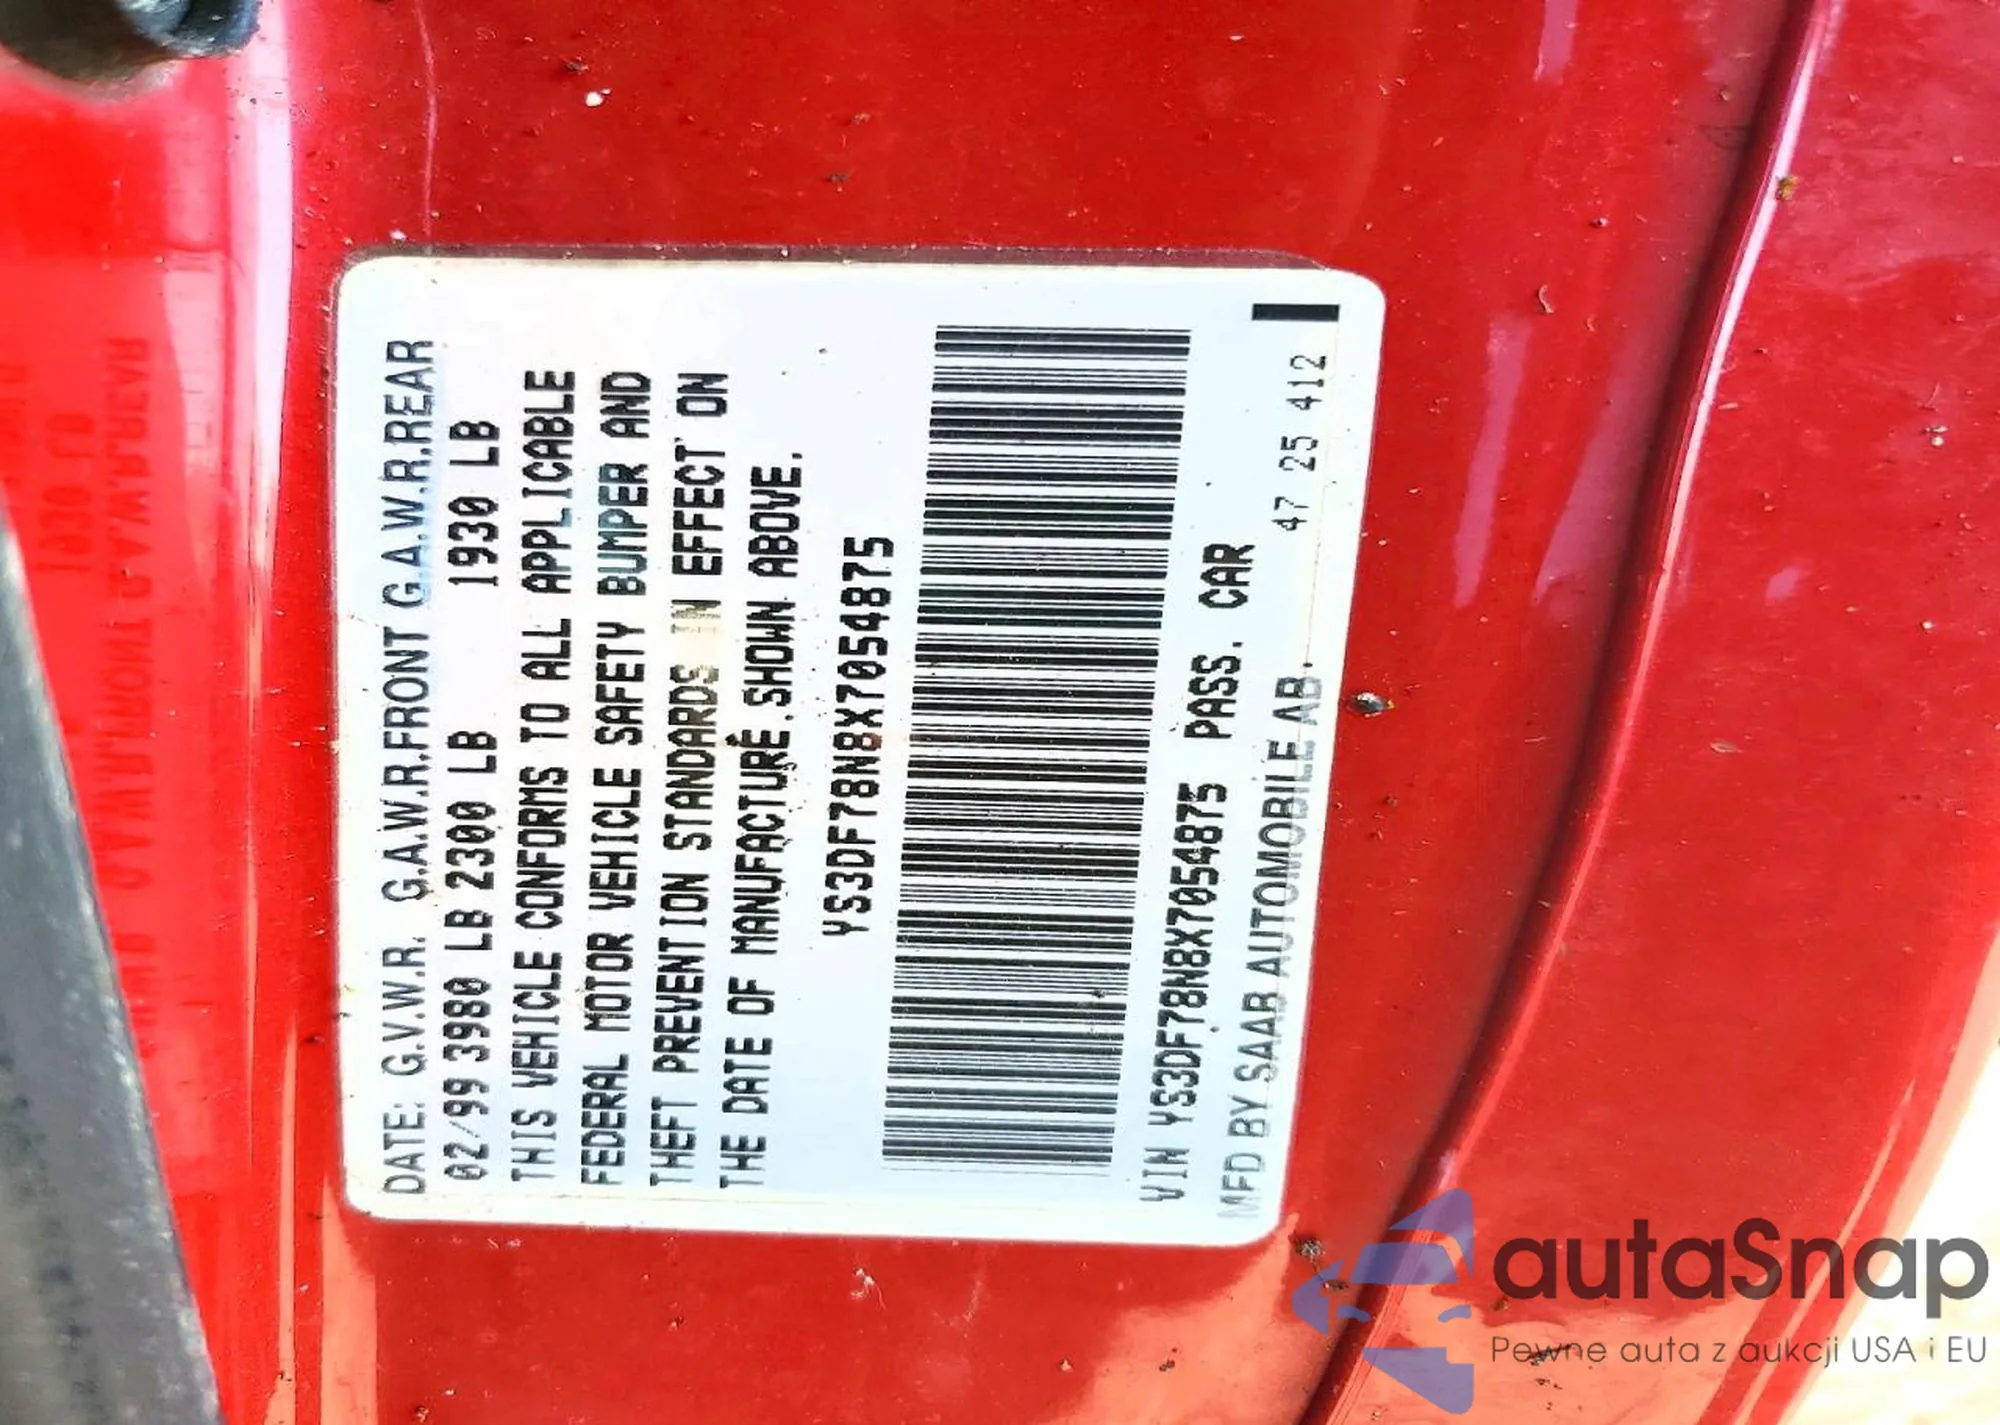 DATE: G.V.W.R. G.A.W.R.FRONT G.A.W.R.REAR
02/99 3980 LB 2300 LB 1930 LB
THIS VEHICLE CONFORMS TO ALL APPLICABLE
FEDERAL MOTOR VEHICLE SAFETY BUMPER AND
THEFT PREVENTION STANDARDS IN EFFECT ON
THE DATE OF MANUFACTURE.SHOWN ABOVE.
YS3DF78N8X7054875
VIN YS3DF78N8X7054875 PASS. CAR
MFD BY SAAB AUTOMOBILE AB. 47 25 412
autaSnap
Pewne auta z aukcji USA i EU